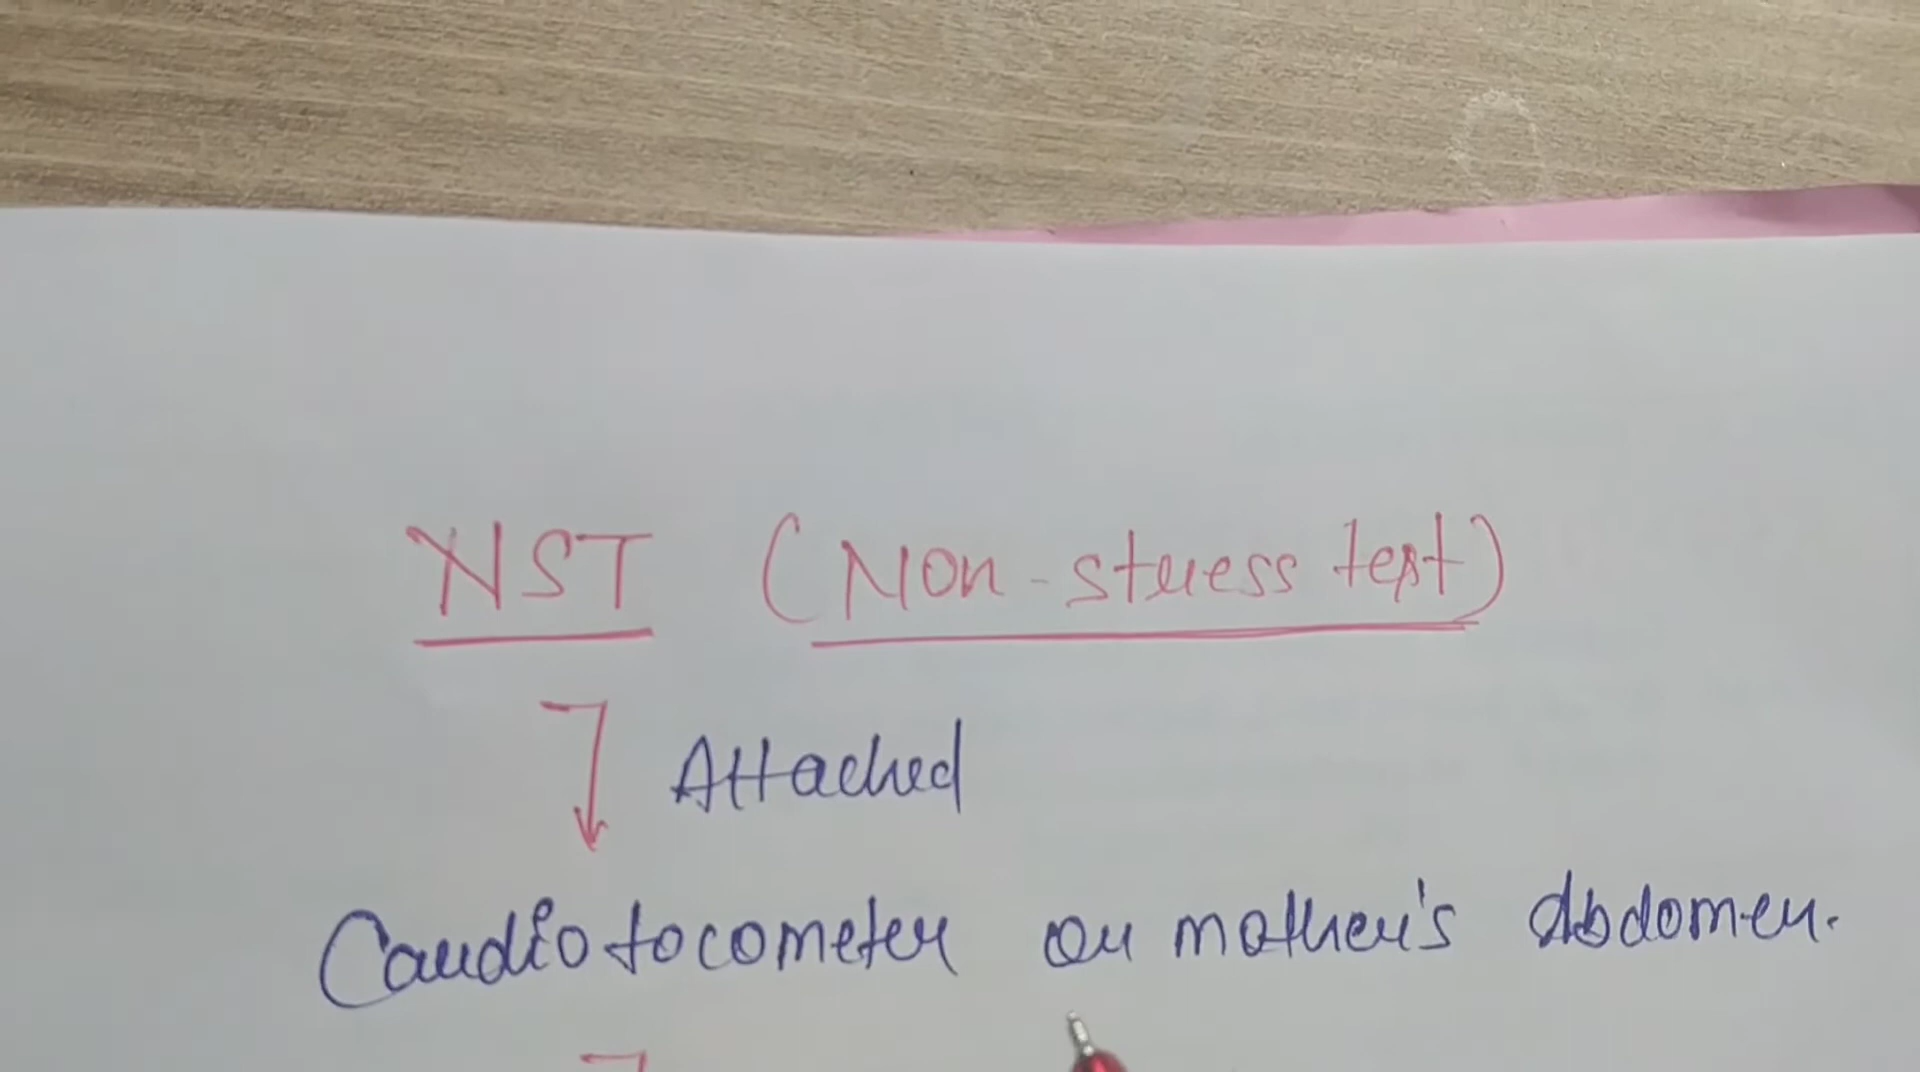 NST (Non-stress test)
Attached
Cardiotocometer on mother's abdomen.